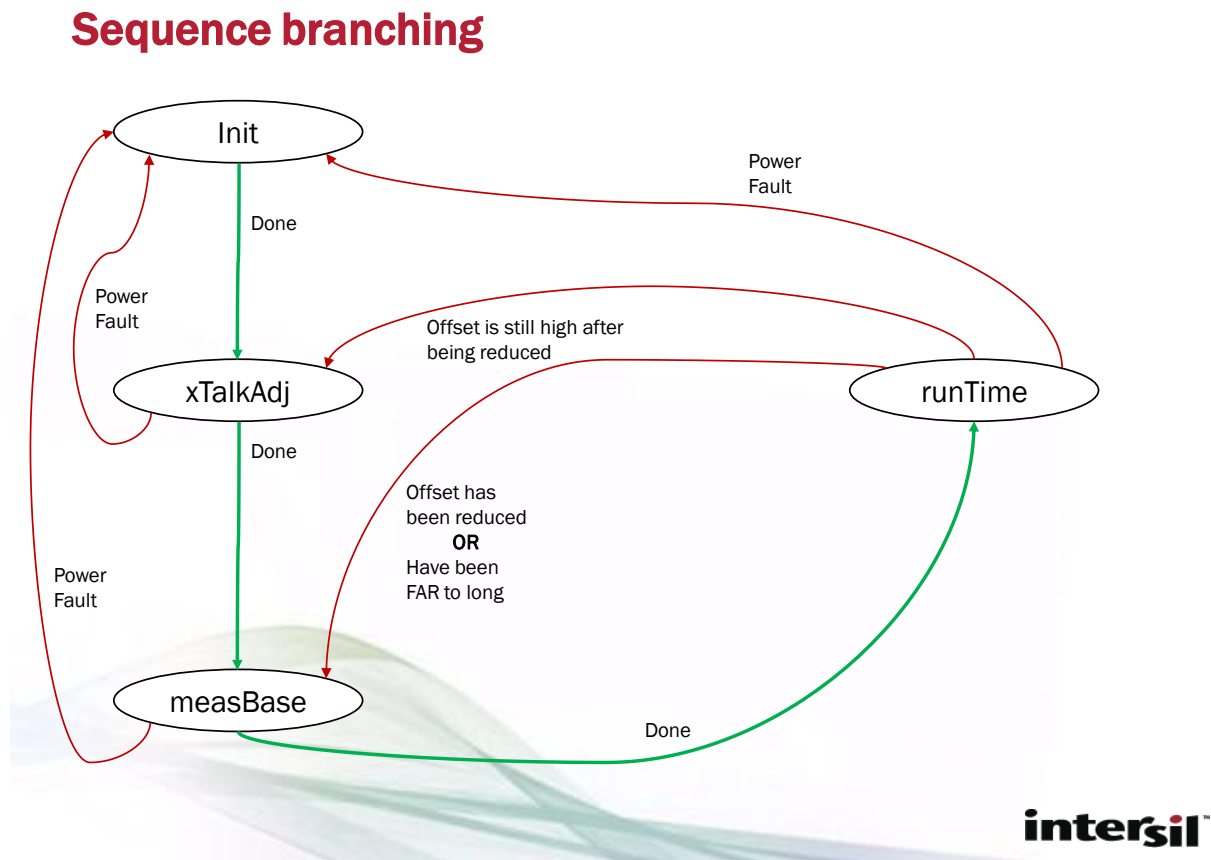 Sequence branching
Init
Power
Fault
Done
Power
Fault
Offset is still high after
being reduced
xTalkAdj
runTime
Done
Offset has
been reduced
OR
Have been
FAR to long
Power
Fault
measBase
Done
intersil™